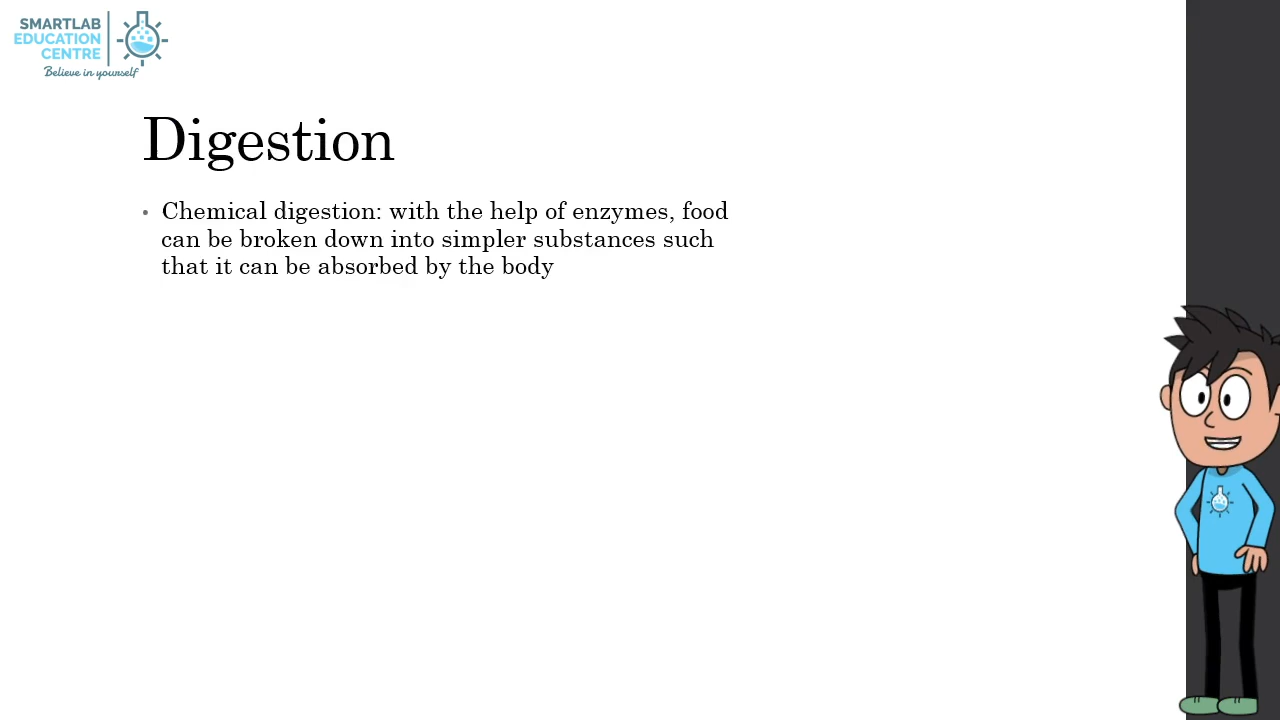 SMARTLAB
EDUCATION
CENTRE
Believe in yourself
Digestion
• Chemical digestion: with the help of enzymes, food
can be broken down into simpler substances such
that it can be absorbed by the body